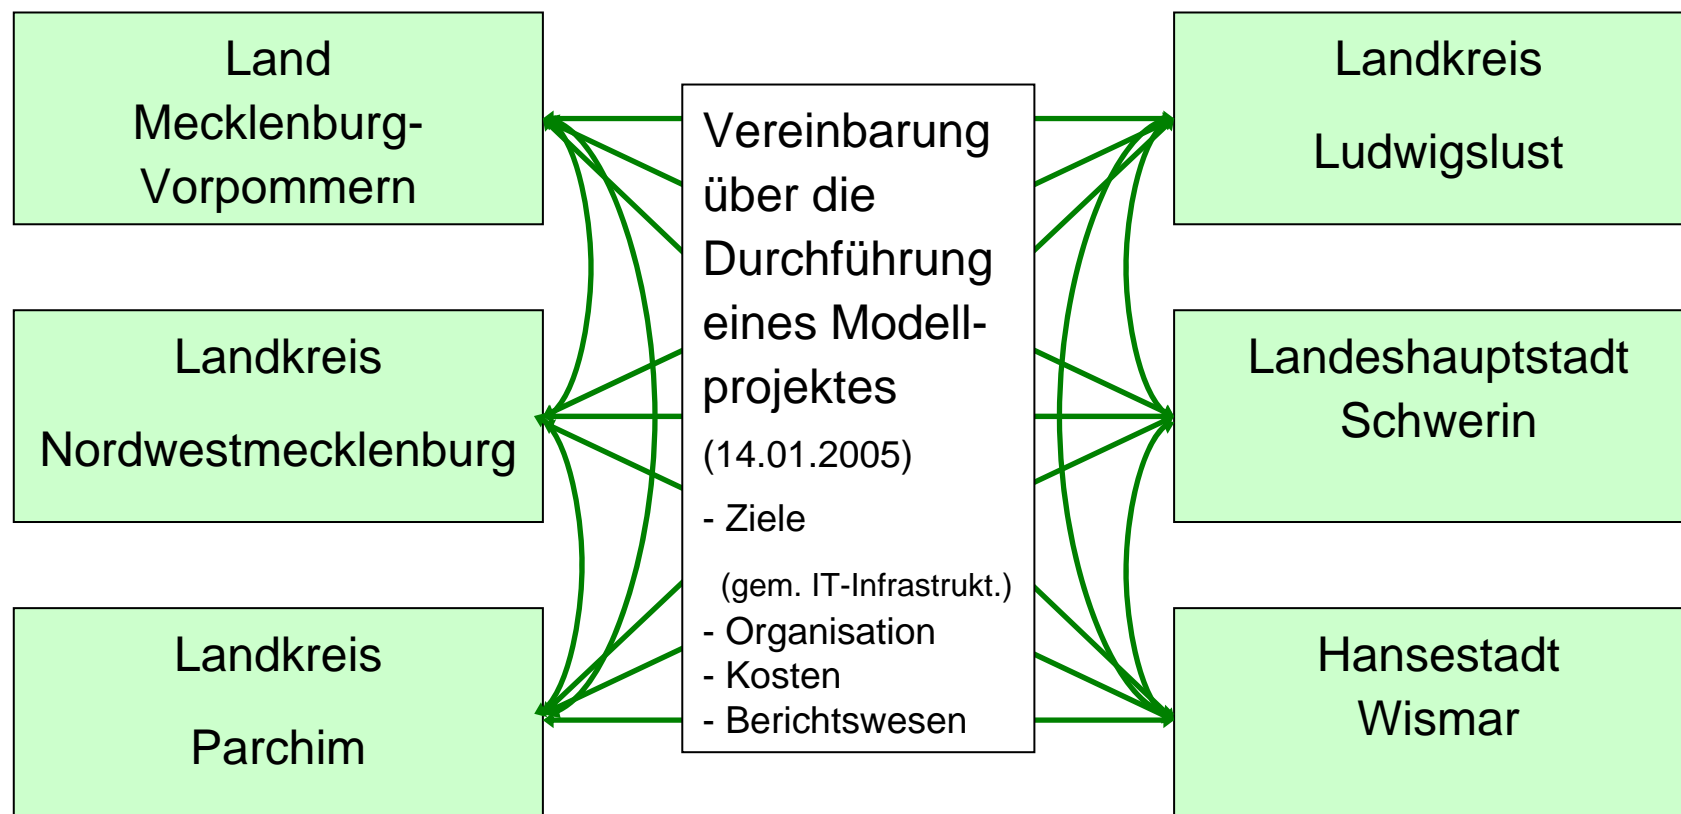 Land
Mecklenburg-
Vorpommern
Landkreis
Nordwestmecklenburg
Landkreis
Parchim
Vereinbarung
über die
Durchführung
eines Modell-
projektes
(14.01.2005)
- Ziele
(gem. IT-Infrastrukt.)
- Organisation
- Kosten
- Berichtswesen
Landkreis
Ludwigslust
Landeshauptstadt
Schwerin
Hansestadt
Wismar